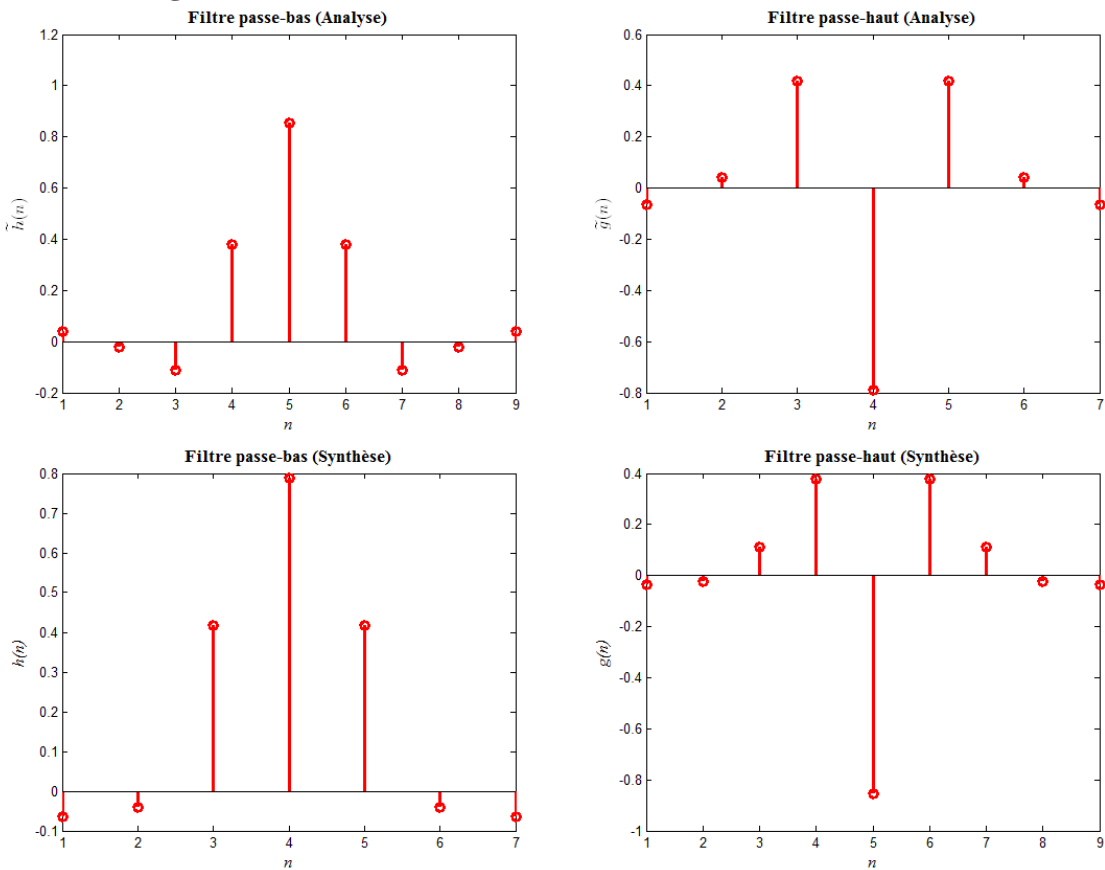 Filtre passe-bas (Analyse)
1.2
1
0.8
0.6
0.4
0.2
0
-0.2
h̃(n)
1 2 3 4 5 6 7 8 9
n
Filtre passe-haut (Analyse)
0.6
0.4
0.2
0
-0.2
-0.4
-0.6
-0.8
g̃(n)
1 2 3 4 5 6 7
n
Filtre passe-bas (Synthèse)
0.8
0.7
0.6
0.5
0.4
0.3
0.2
0.1
0
-0.1
h(n)
1 2 3 4 5 6 7
n
Filtre passe-haut (Synthèse)
0.4
0.2
0
-0.2
-0.4
-0.6
-0.8
-1
g(n)
1 2 3 4 5 6 7 8 9
n